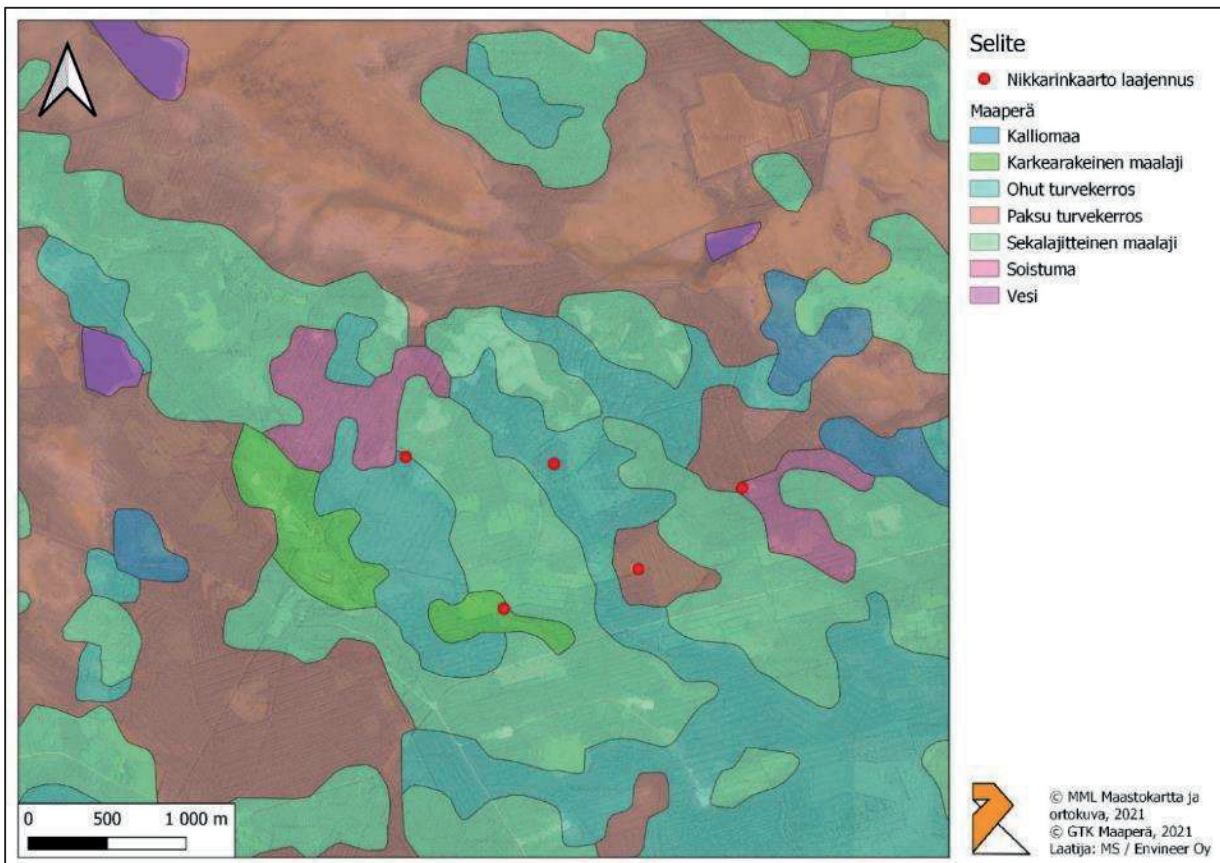 Selite
Nikkarinkaarto laajennus
Maaperä
Kalliomaa
Karkearakeinen maalaji
Ohut turvekerros
Paksu turvekerros
Sekalajitteinen maalaji
Soistuma
Vesi
0 500 1 000 m
© MML Maastokartta ja
ortokuva, 2021
© GTK Maaperä, 2021
Laatija: MS / Envineer Oy